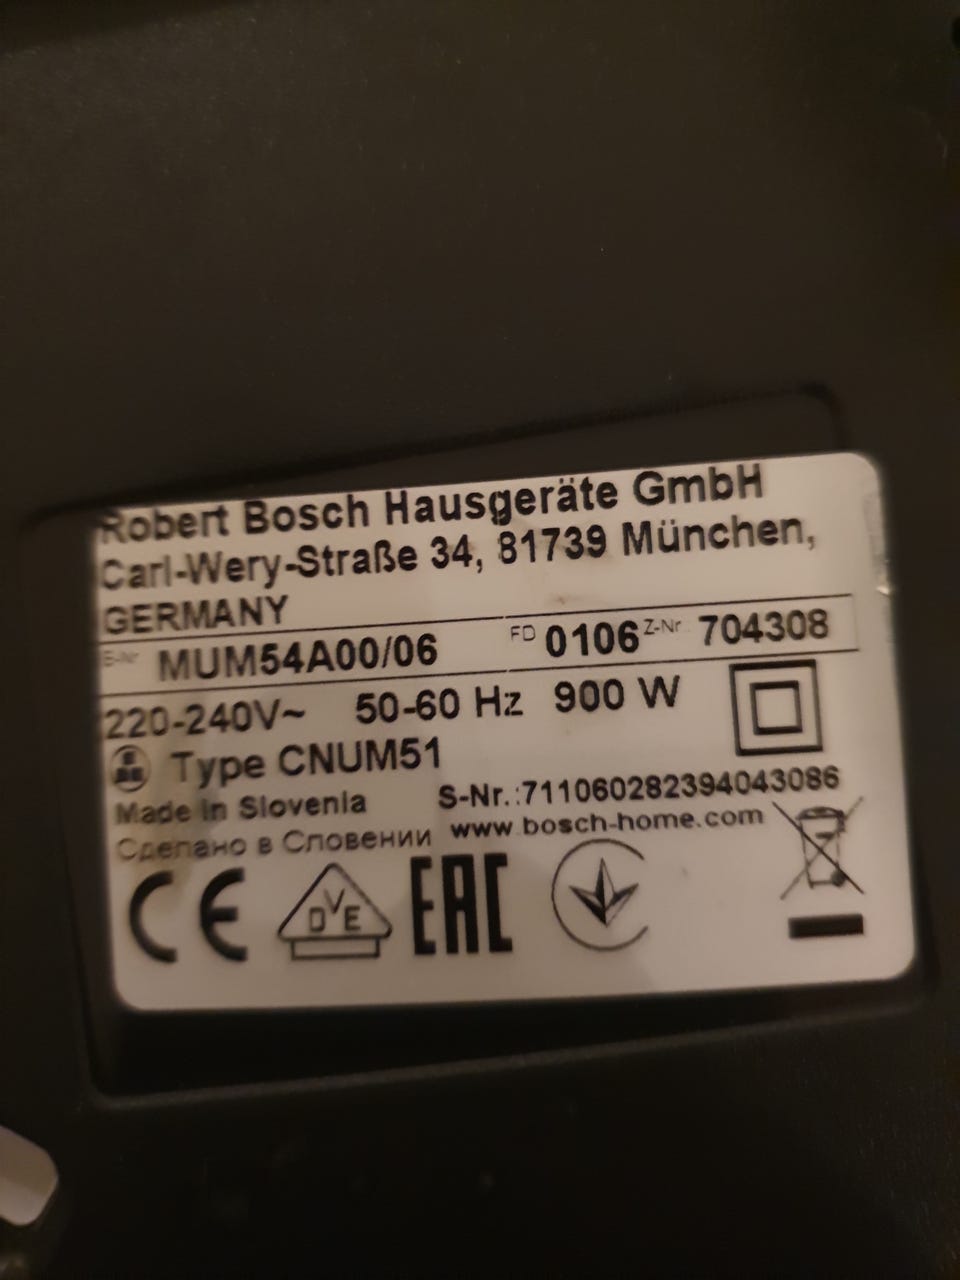 Robert Bosch Hausgeräte GmbH
Carl-Wery-Straße 34, 81739 München,
GERMANY
E-Nr MUM54A00/06 FD 0106 Z-Nr 704308
220-240V~ 50-60 Hz 900 W
Type CNUM51
Made in Slovenia S-Nr.:711060282394043086
Сделано в Словении www.bosch-home.com
CE DVE EAC